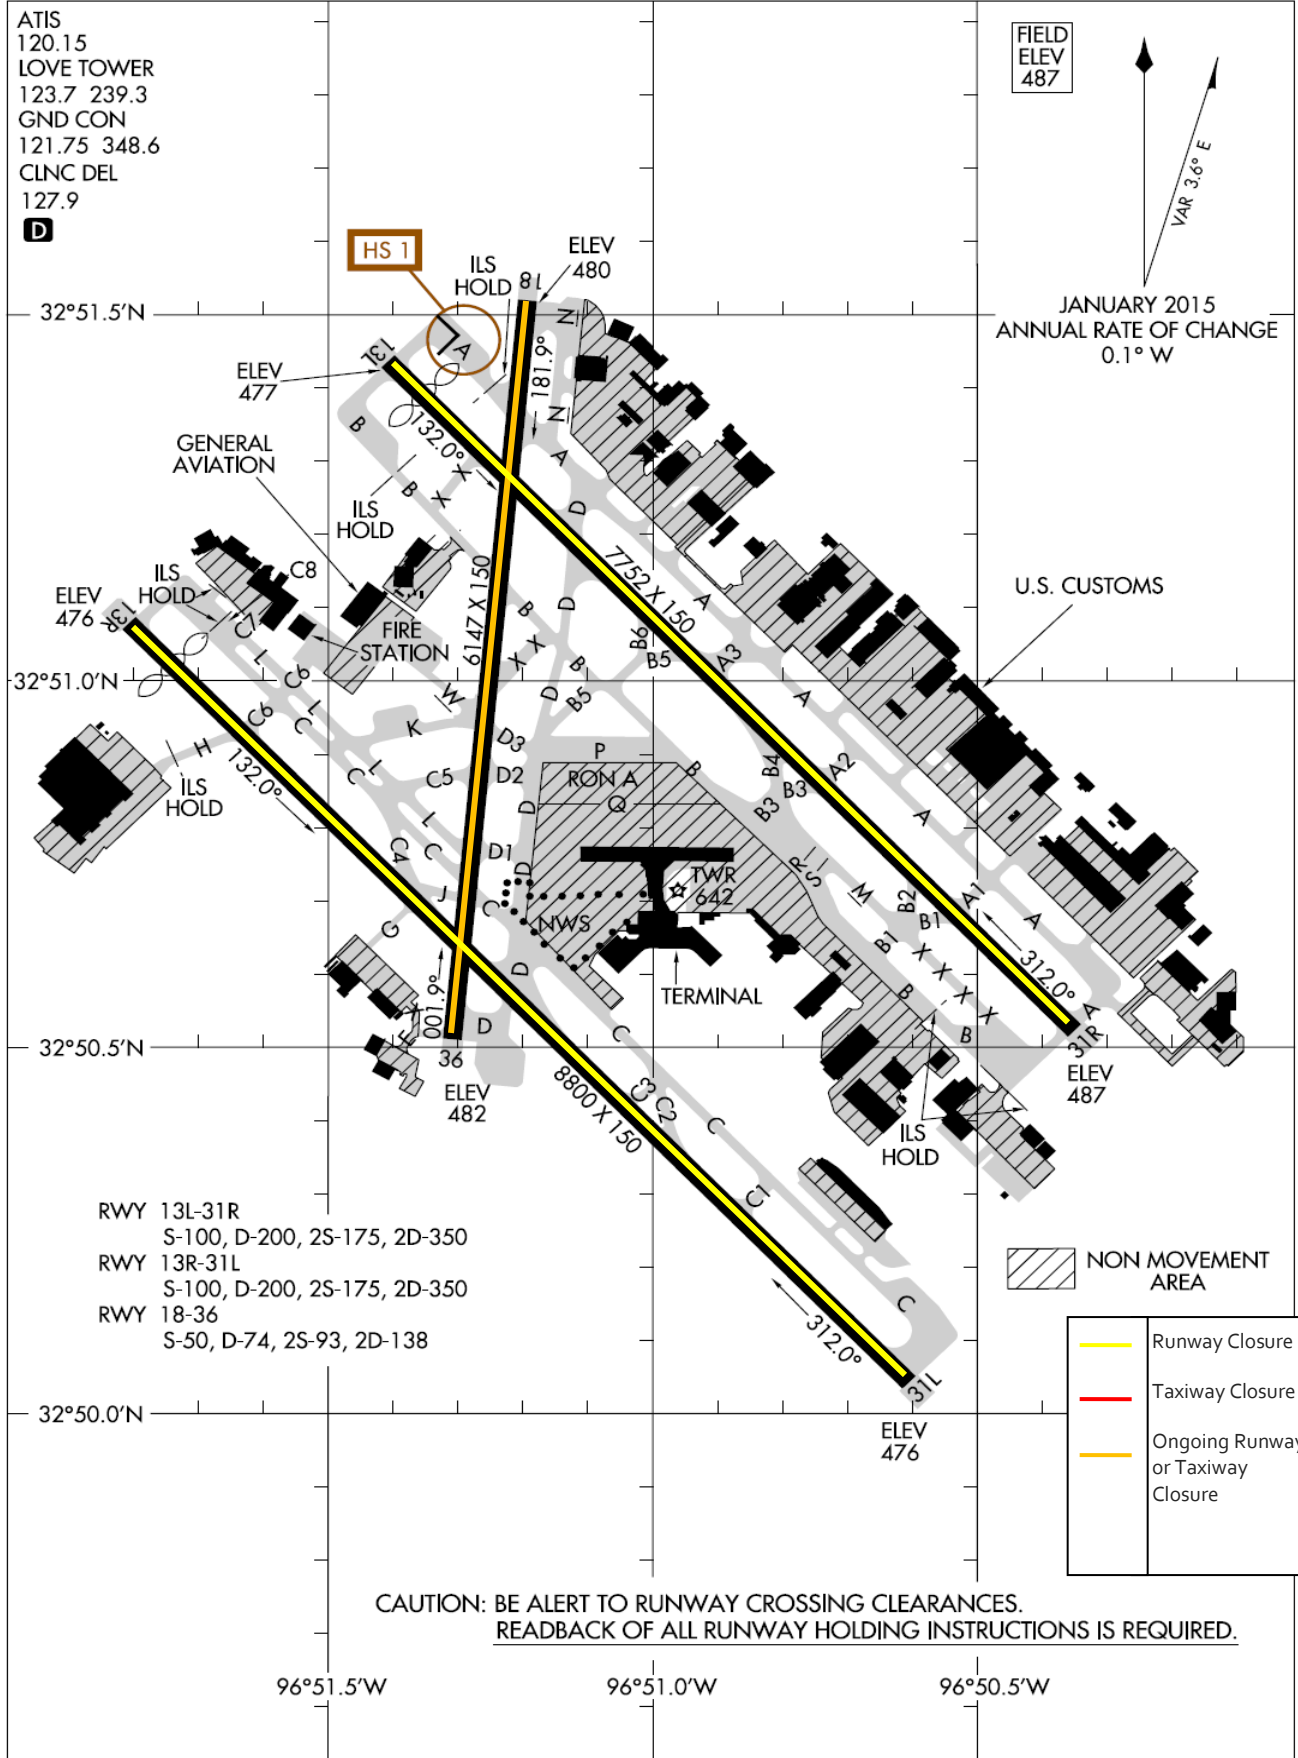 ATIS
120.15
LOVE TOWER
123.7 239.3
GND CON
121.75 348.6
CLNC DEL
127.9
D
FIELD
ELEV
487
VAR 3.6° E
JANUARY 2015
ANNUAL RATE OF CHANGE
0.1° W
HS 1
ILS
HOLD
ELEV
480
18
32°51.5'N
A
N
13L
181.9°
ELEV
477
B
132.0°
N
X
A
GENERAL
AVIATION
B
X
D
ILS
HOLD
7752 X 150
6147 X 150
C8
ILS
HOLD
ELEV
476
13R
U.S. CUSTOMS
A
B
D
C7
FIRE
STATION
B6
X
X
L
B5
A3
B
32°51.0'N
C6
W
D
B5
A
L
C6
C
K
H
D3
P
B
132.0°
L
C
C5
D2
RON A
B4
A2
B3
ILS
HOLD
D
Q
B3
A
L
C
C4
D1
D
TWR
642
R
S
J
C
M
B2
A1
G
NWS
B1
A
B1
X
X
X
X
312.0°
D
TERMINAL
B
001.9°
F
X
D
C
B
A
31R
32°50.5'N
36
ELEV
482
8800 X 150
C3
C2
C
ELEV
487
ILS
HOLD
C1
RWY 13L-31R
S-100, D-200, 2S-175, 2D-350
RWY 13R-31L
S-100, D-200, 2S-175, 2D-350
RWY 18-36
S-50, D-74, 2S-93, 2D-138
NON MOVEMENT
AREA
C
312.0°
31L
Runway Closure
Taxiway Closure
32°50.0'N
ELEV
476
Ongoing Runway
or Taxiway
Closure
CAUTION: BE ALERT TO RUNWAY CROSSING CLEARANCES.
READBACK OF ALL RUNWAY HOLDING INSTRUCTIONS IS REQUIRED.
96°51.5'W
96°51.0'W
96°50.5'W